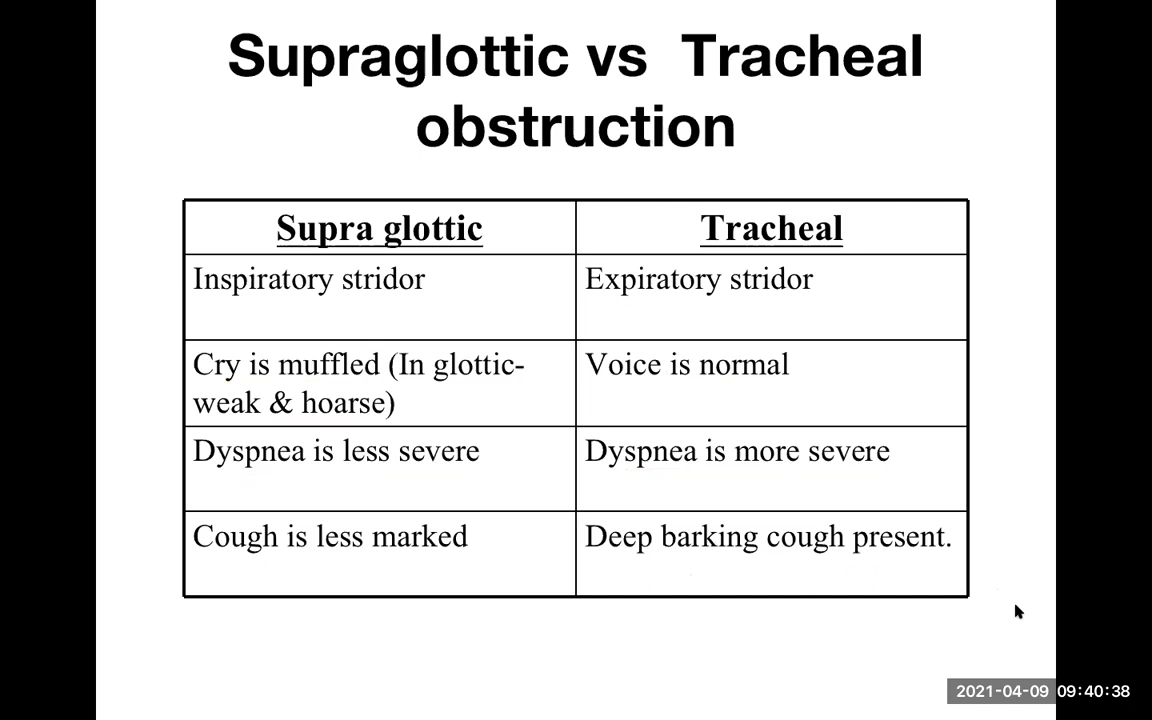 Supraglottic vs Tracheal
obstruction
Supra glottic
Tracheal
Inspiratory stridor
Expiratory stridor
Cry is muffled (In glottic-
weak & hoarse)
Voice is normal
Dyspnea is less severe
Dyspnea is more severe
Cough is less marked
Deep barking cough present.
2021-04-09 09:40:38